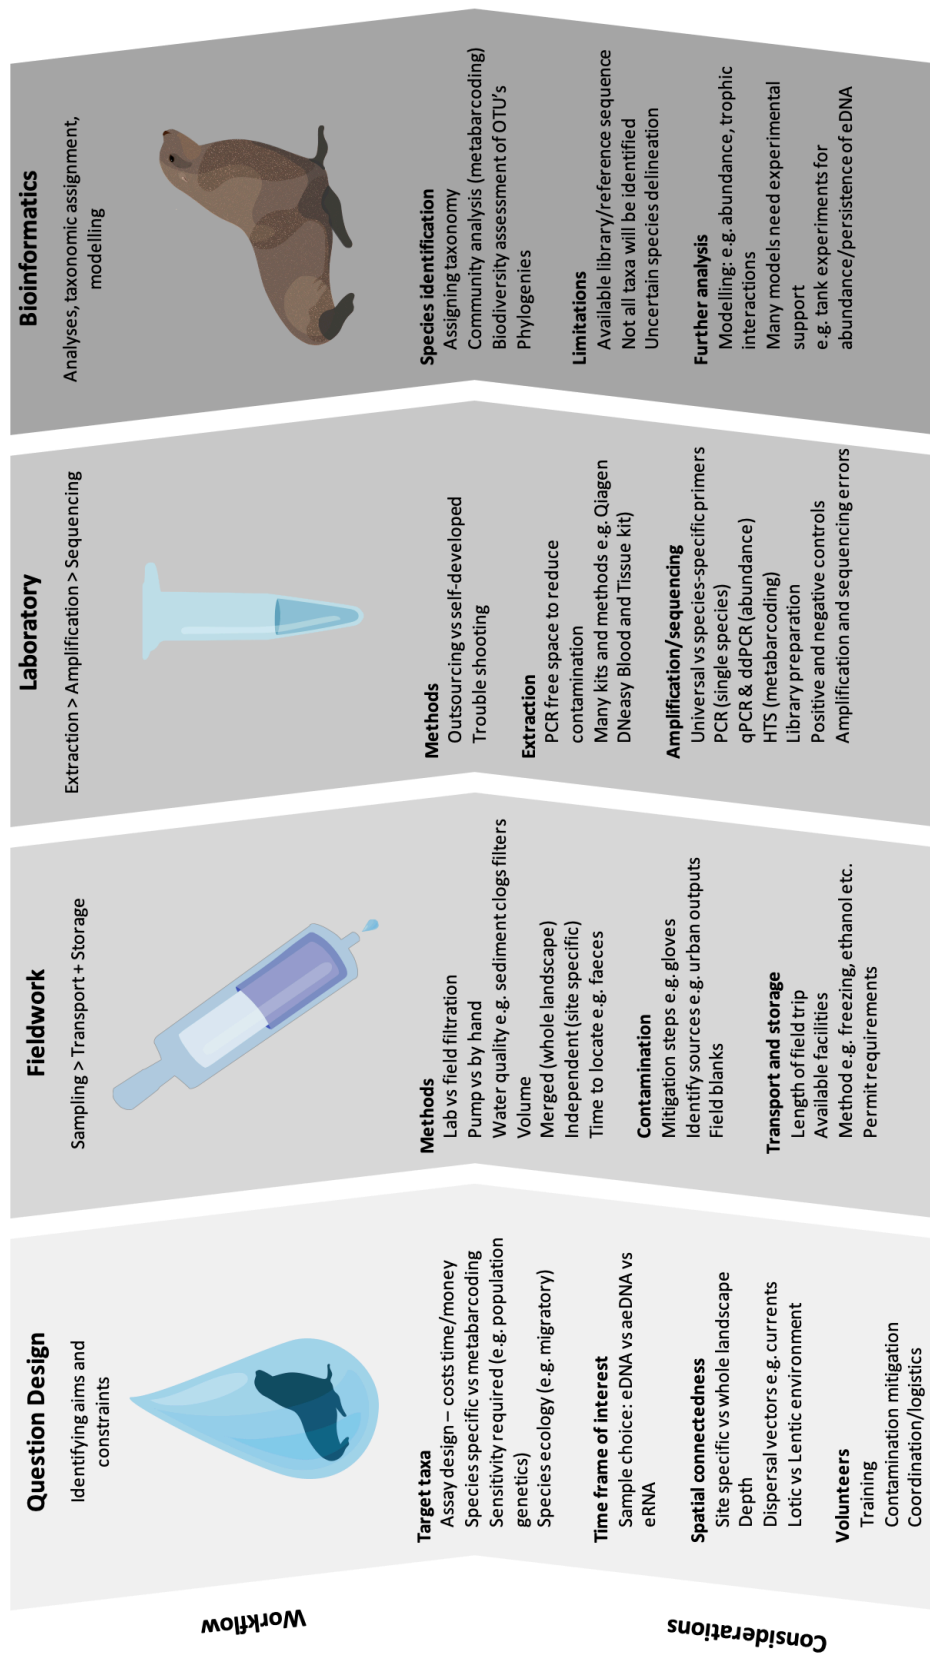 Workflow
Considerations
Question Design
Identifying aims and
constraints
Target taxa
Assay design – costs time/money
Species specific vs metabarcoding
Sensitivity required (e.g. population
genetics)
Species ecology (e.g. migratory)
Time frame of interest
Sample choice: eDNA vs aeDNA vs
eRNA
Spatial connectedness
Site specific vs whole landscape
Depth
Dispersal vectors e.g. currents
Lotic vs Lentic environment
Volunteers
Training
Contamination mitigation
Coordination/logistics
Fieldwork
Sampling > Transport + Storage
Methods
Lab vs field filtration
Pump vs by hand
Water quality e.g. sediment clogs filters
Volume
Merged (whole landscape)
Independent (site specific)
Time to locate e.g. faeces
Contamination
Mitigation steps e.g. gloves
Identify sources e.g. urban outputs
Field blanks
Transport and storage
Length of field trip
Available facilities
Method e.g. freezing, ethanol etc.
Permit requirements
Laboratory
Extraction > Amplification > Sequencing
Methods
Outsourcing vs self-developed
Trouble shooting
Extraction
PCR free space to reduce
contamination
Many kits and methods e.g. Qiagen
DNeasy Blood and Tissue kit)
Amplification/sequencing
Universal vs species-specific primers
PCR (single species)
qPCR & ddPCR (abundance)
HTS (metabarcoding)
Library preparation
Positive and negative controls
Amplification and sequencing errors
Bioinformatics
Analyses, taxonomic assignment,
modelling
Species identification
Assigning taxonomy
Community analysis (metabarcoding)
Biodiversity assessment of OTU's
Phylogenies
Limitations
Available library/reference sequence
Not all taxa will be identified
Uncertain species delineation
Further analysis
Modelling: e.g. abundance, trophic
interactions
Many models need experimental
support
e.g. tank experiments for
abundance/persistence of eDNA